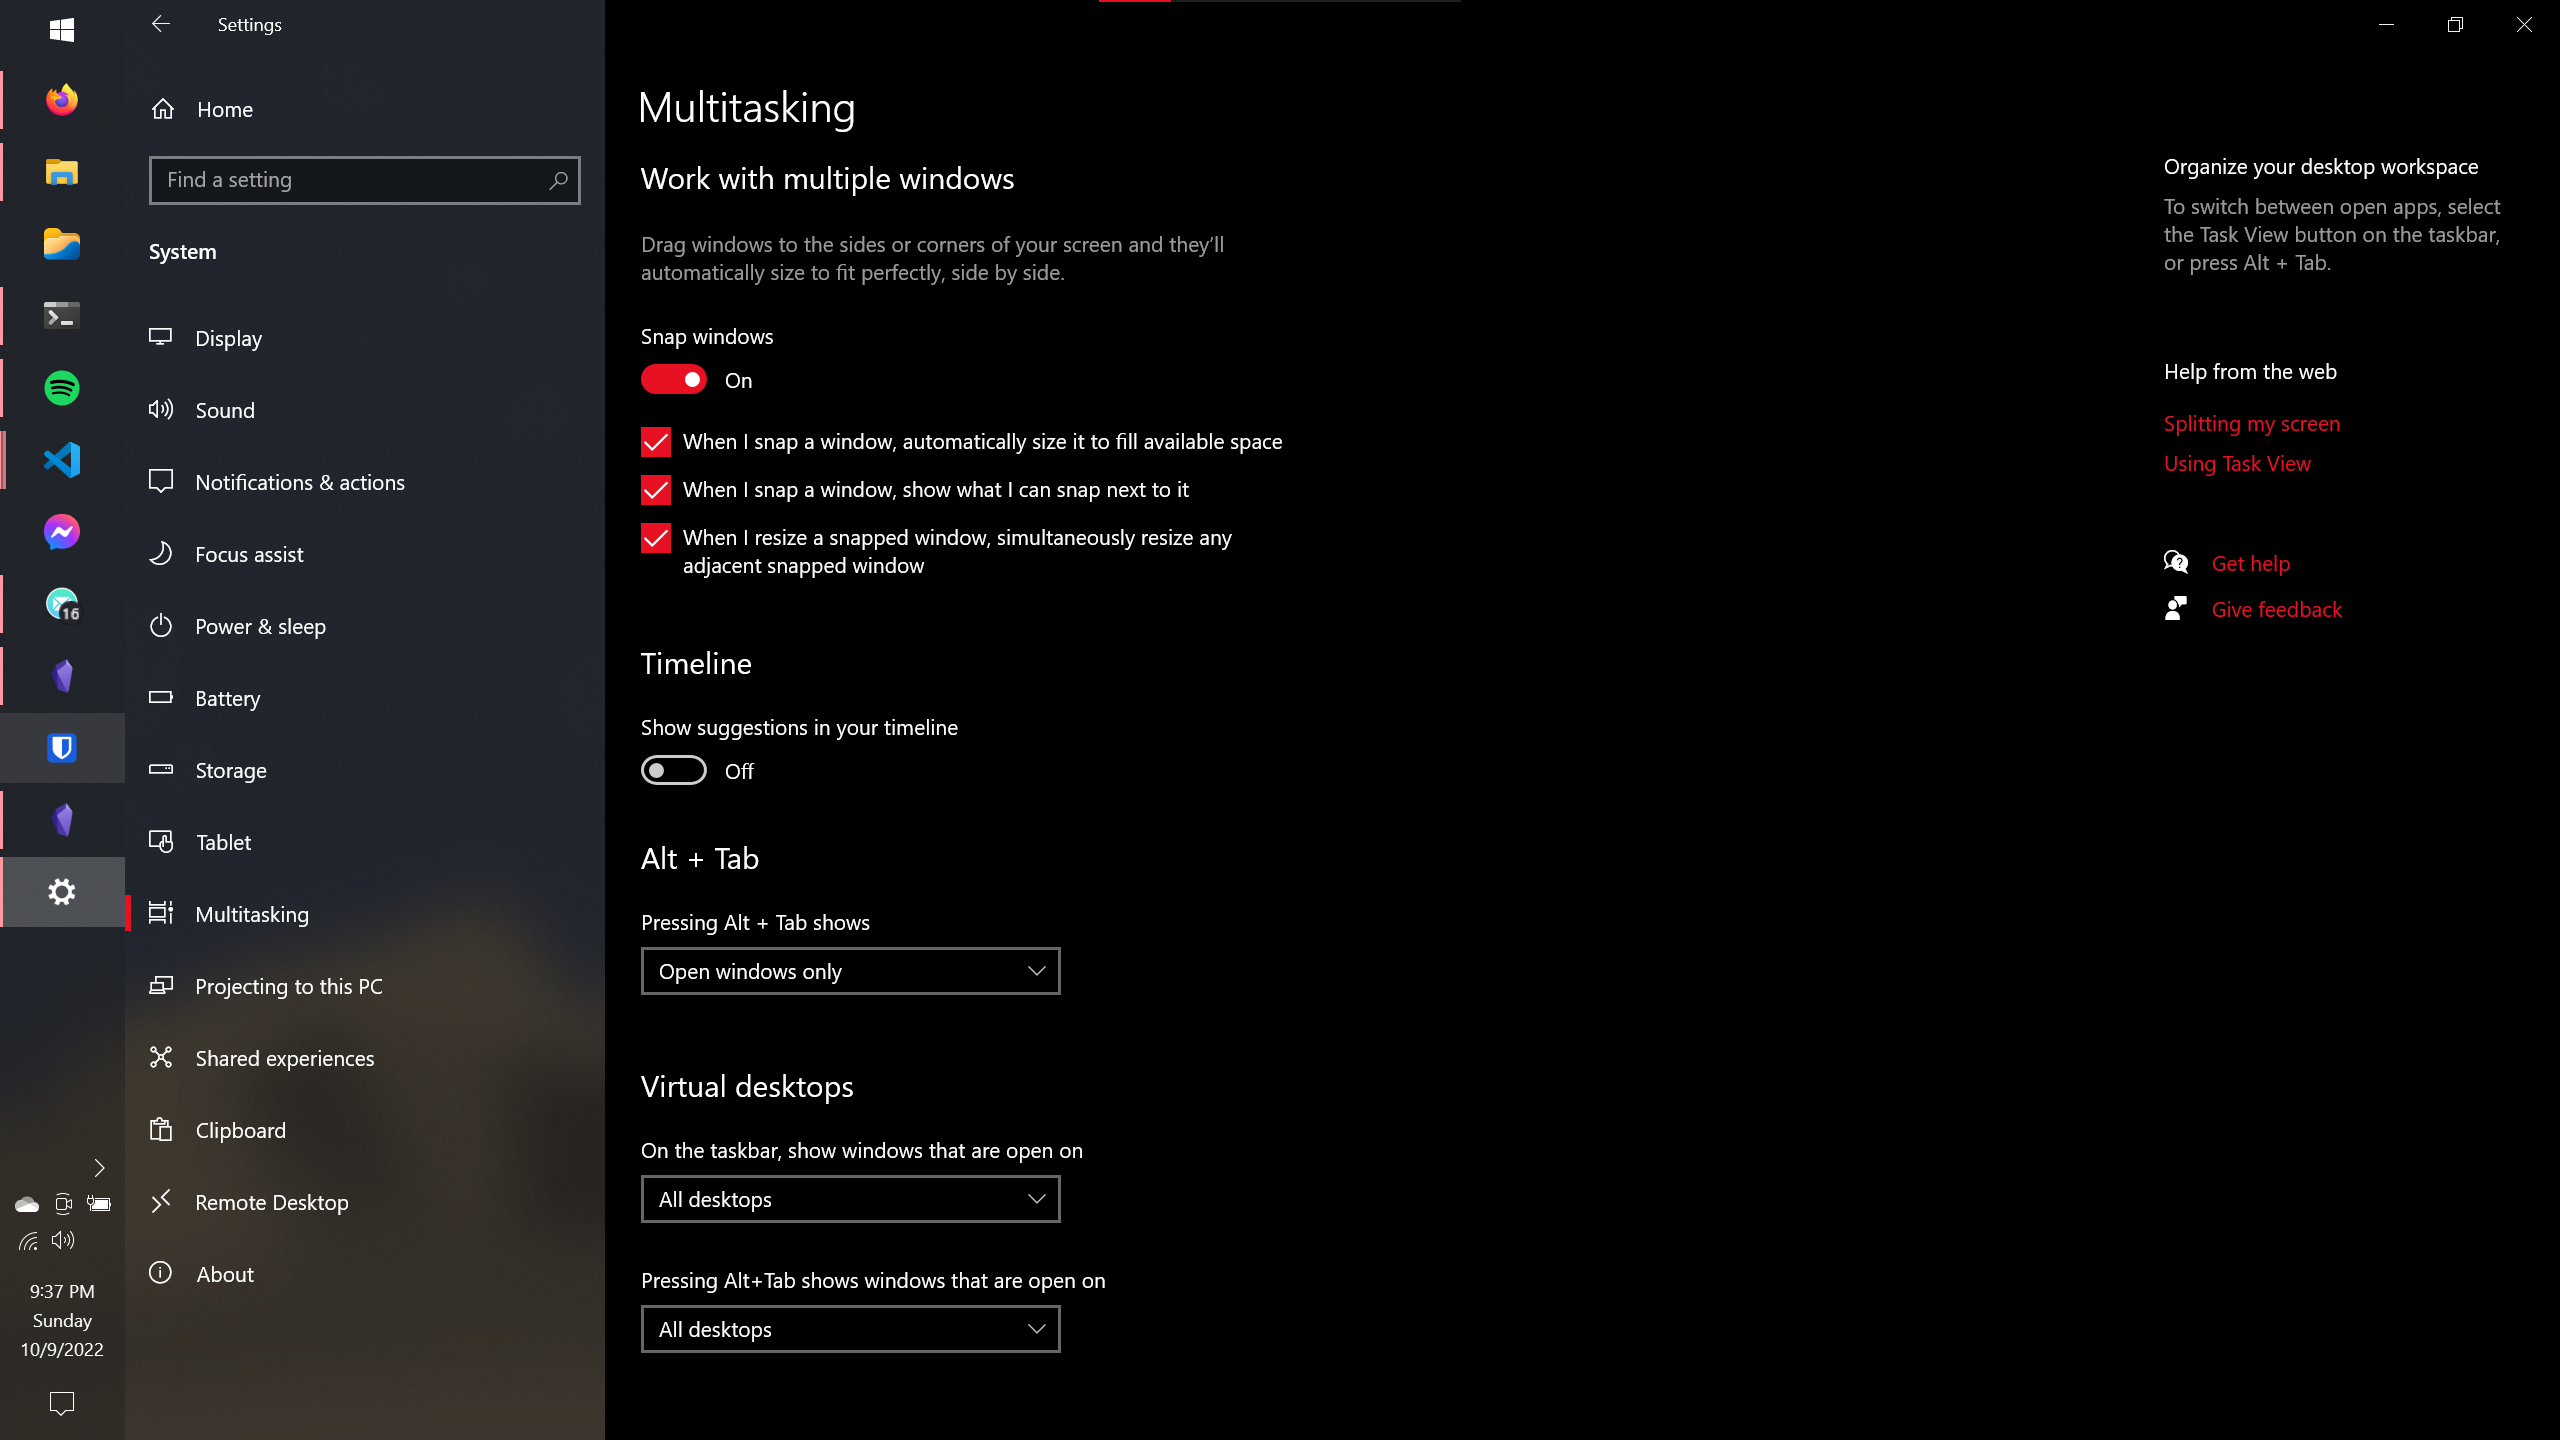 Settings
Home
Find a setting
System
Display
Sound
Notifications & actions
Focus assist
Power & sleep
Battery
Storage
Tablet
Multitasking
Projecting to this PC
Shared experiences
Clipboard
Remote Desktop
About
16
9:37 PM
Sunday
10/9/2022
Multitasking
Work with multiple windows
Drag windows to the sides or corners of your screen and they’ll
automatically size to fit perfectly, side by side.
Snap windows
On
When I snap a window, automatically size it to fill available space
When I snap a window, show what I can snap next to it
When I resize a snapped window, simultaneously resize any
adjacent snapped window
Timeline
Show suggestions in your timeline
Off
Alt + Tab
Pressing Alt + Tab shows
Open windows only
Virtual desktops
On the taskbar, show windows that are open on
All desktops
Pressing Alt+Tab shows windows that are open on
All desktops
Organize your desktop workspace
To switch between open apps, select
the Task View button on the taskbar,
or press Alt + Tab.
Help from the web
Splitting my screen
Using Task View
Get help
Give feedback